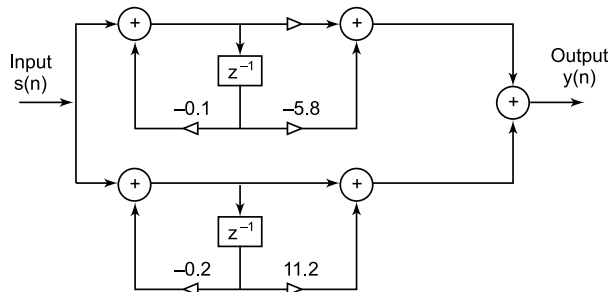 +
+
Input
s(n)
z⁻¹
Output
y(n)
+
–0.1
–5.8
+
+
z⁻¹
–0.2
11.2